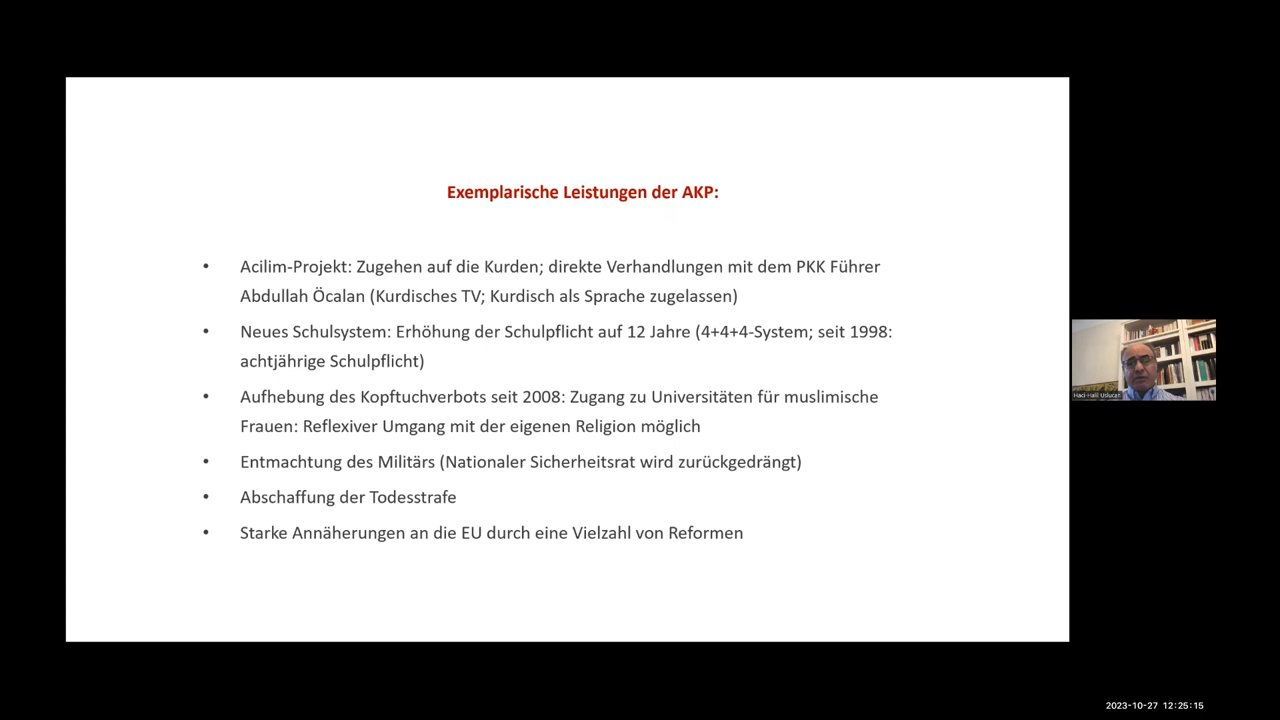 Exemplarische Leistungen der AKP:
• Acilim-Projekt: Zugehen auf die Kurden; direkte Verhandlungen mit dem PKK Führer
Abdullah Öcalan (Kurdisches TV; Kurdisch als Sprache zugelassen)
• Neues Schulsystem: Erhöhung der Schulpflicht auf 12 Jahre (4+4+4-System; seit 1998:
achtjährige Schulpflicht)
• Aufhebung des Kopftuchverbots seit 2008: Zugang zu Universitäten für muslimische
Frauen: Reflexiver Umgang mit der eigenen Religion möglich
• Entmachtung des Militärs (Nationaler Sicherheitsrat wird zurückgedrängt)
• Abschaffung der Todesstrafe
• Starke Annäherungen an die EU durch eine Vielzahl von Reformen
Haci-Halil Uslucan
2023-10-27 12:25:15